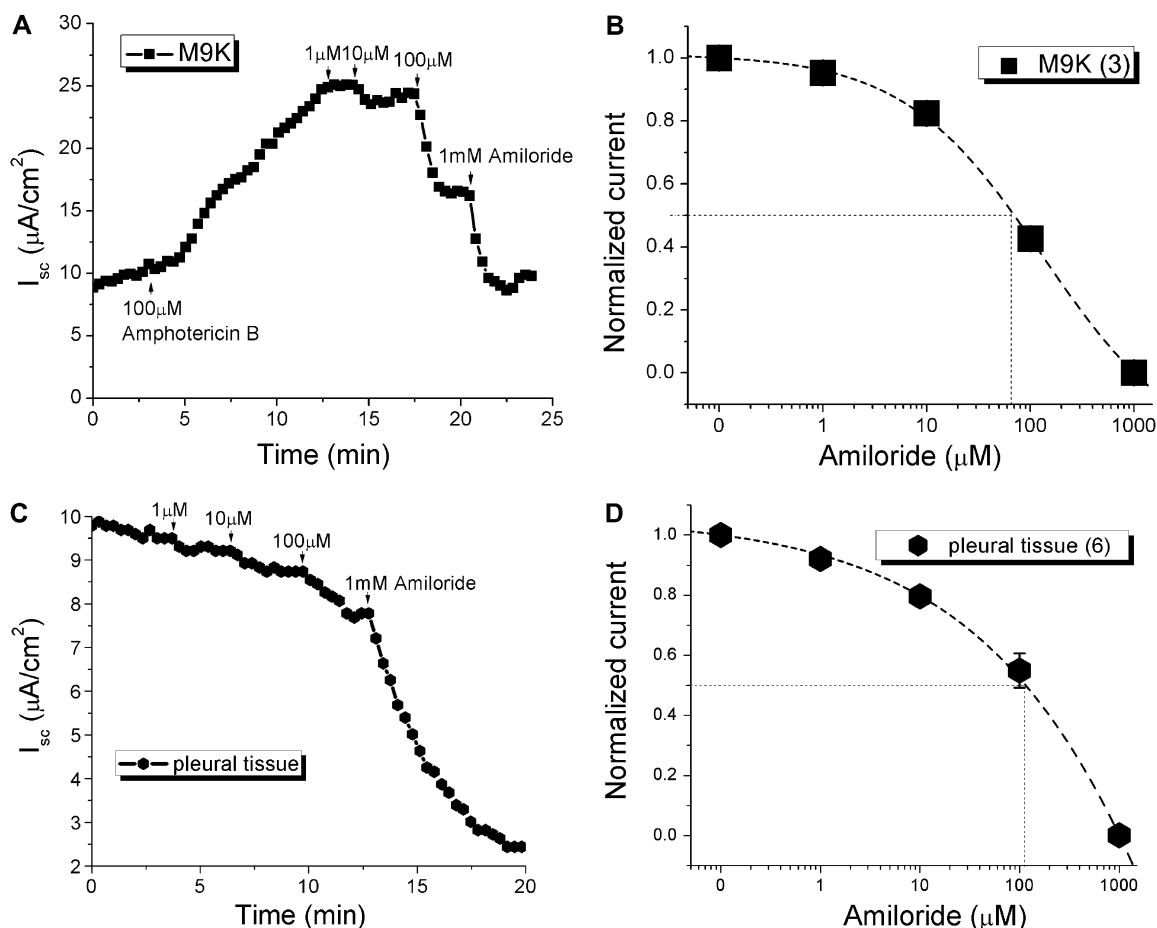 A
M9K
1μM 10μM
100μM
1mM Amiloride
100μM
Amphotericin B
30
25
20
15
10
5
0
Isc (μA/cm²)
0 5 10 15 20 25
Time (min)
B
M9K (3)
1.0
0.8
0.6
0.4
0.2
0.0
Normalized current
0 1 10 100 1000
Amiloride (μM)
C
1μM
10μM
100μM
1mM Amiloride
pleural tissue
10
9
8
7
6
5
4
3
2
Isc (μA/cm²)
0 5 10 15 20
Time (min)
D
pleural tissue (6)
1.0
0.8
0.6
0.4
0.2
0.0
Normalized current
0 1 10 100 1000
Amiloride (μM)